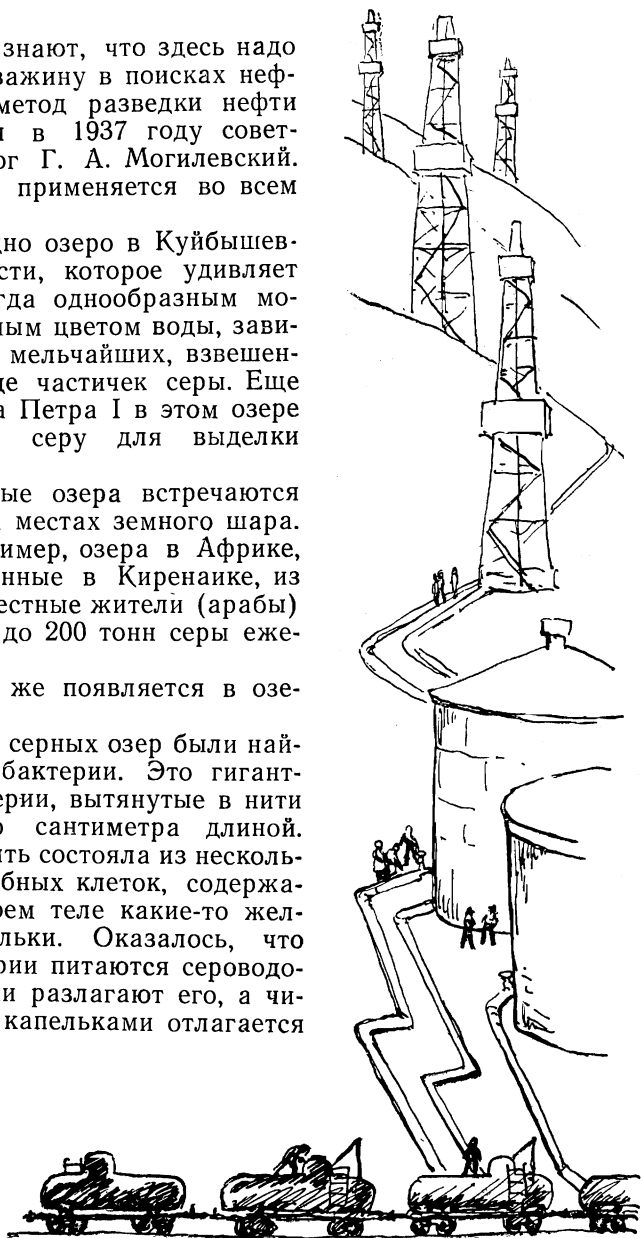 знают, что здесь надо
важину в поисках неф-
метод разведки нефти
в 1937 году совет-
ог Г. А. Могилевский.
применяется во всем
дно озеро в Куйбышев-
сти, которое удивляет
гда однообразным мо-
ным цветом воды, зави-
мельчайших, взвешен-
де частичек серы. Еще
а Петра I в этом озере
серу для выделки
ые озера встречаются
местах земного шара.
имер, озера в Африке,
нные в Киренаике, из
естные жители (арабы)
до 200 тонн серы еже-
же появляется в озе-
серных озер были най-
бактерии. Это гигант-
ерии, вытянутые в нити
о сантиметра длиной.
ить состояла из несколь-
бных клеток, содержа-
оем теле какие-то жел-
льки. Оказалось, что
рии питаются сероводо-
и разлагают его, а чи-
капельками отлагается